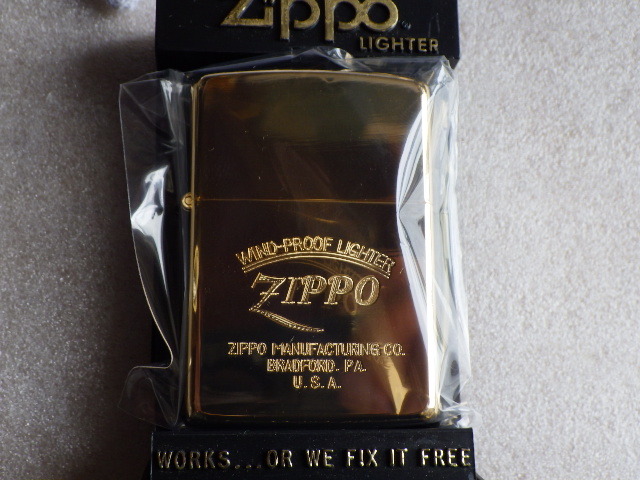 Zippo
LIGHTER
WIND-PROOF LIGHTER
ZIPPO
ZIPPO MANUFACTURING CO.
BRADFORD. PA.
U.S.A.
WORKS...OR WE FIX IT FREE